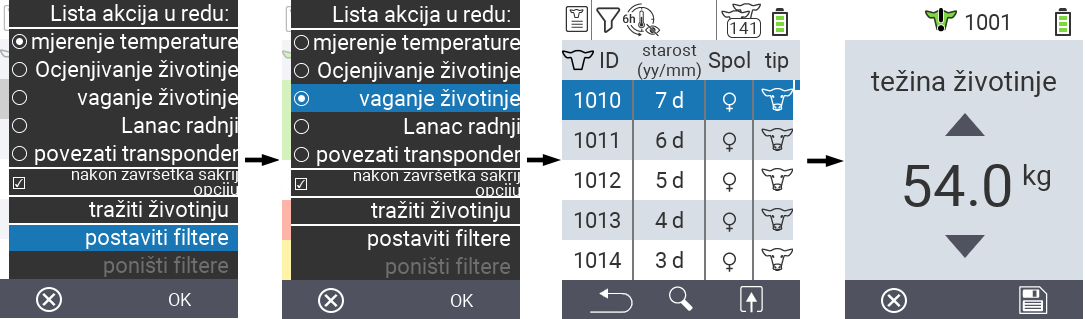 Lista akcija u redu:
mjerenje temperature
Ocjenjivanje životinje
vaganje životinje
Lanac radnji
povezati transponder
nakon završetka sakrij
opciju
tražiti životinju
postaviti filtere
poništi filtere
OK
Lista akcija u redu:
mjerenje temperature
Ocjenjivanje životinje
vaganje životinje
Lanac radnji
povezati transponder
nakon završetka sakrij
opciju
tražiti životinju
postaviti filtere
poništi filtere
OK
6h 141
ID starost (yy/mm) Spol tip
1010 7 d ♀
1011 6 d ♀
1012 5 d ♀
1013 4 d ♀
1014 3 d ♀
1001
težina životinje
54.0 kg